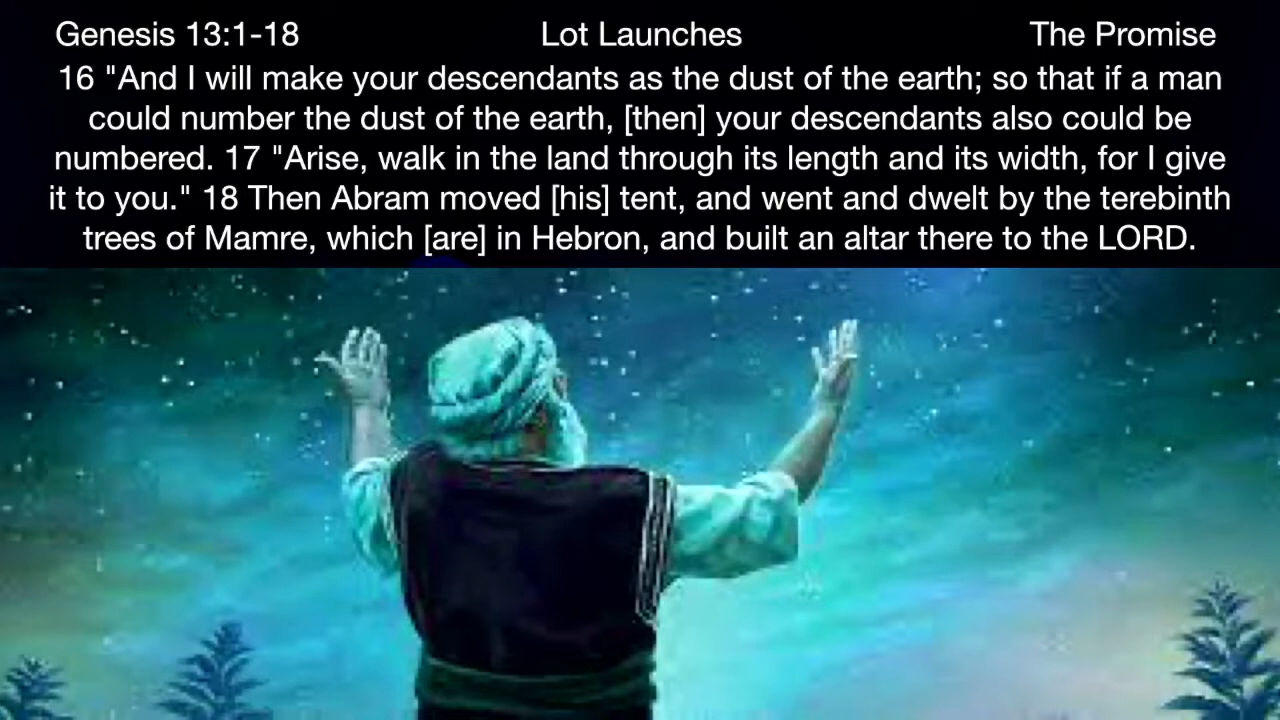 Genesis 13:1-18 Lot Launches The Promise
16 "And I will make your descendants as the dust of the earth; so that if a man
could number the dust of the earth, [then] your descendants also could be
numbered. 17 "Arise, walk in the land through its length and its width, for I give
it to you." 18 Then Abram moved [his] tent, and went and dwelt by the terebinth
trees of Mamre, which [are] in Hebron, and built an altar there to the LORD.